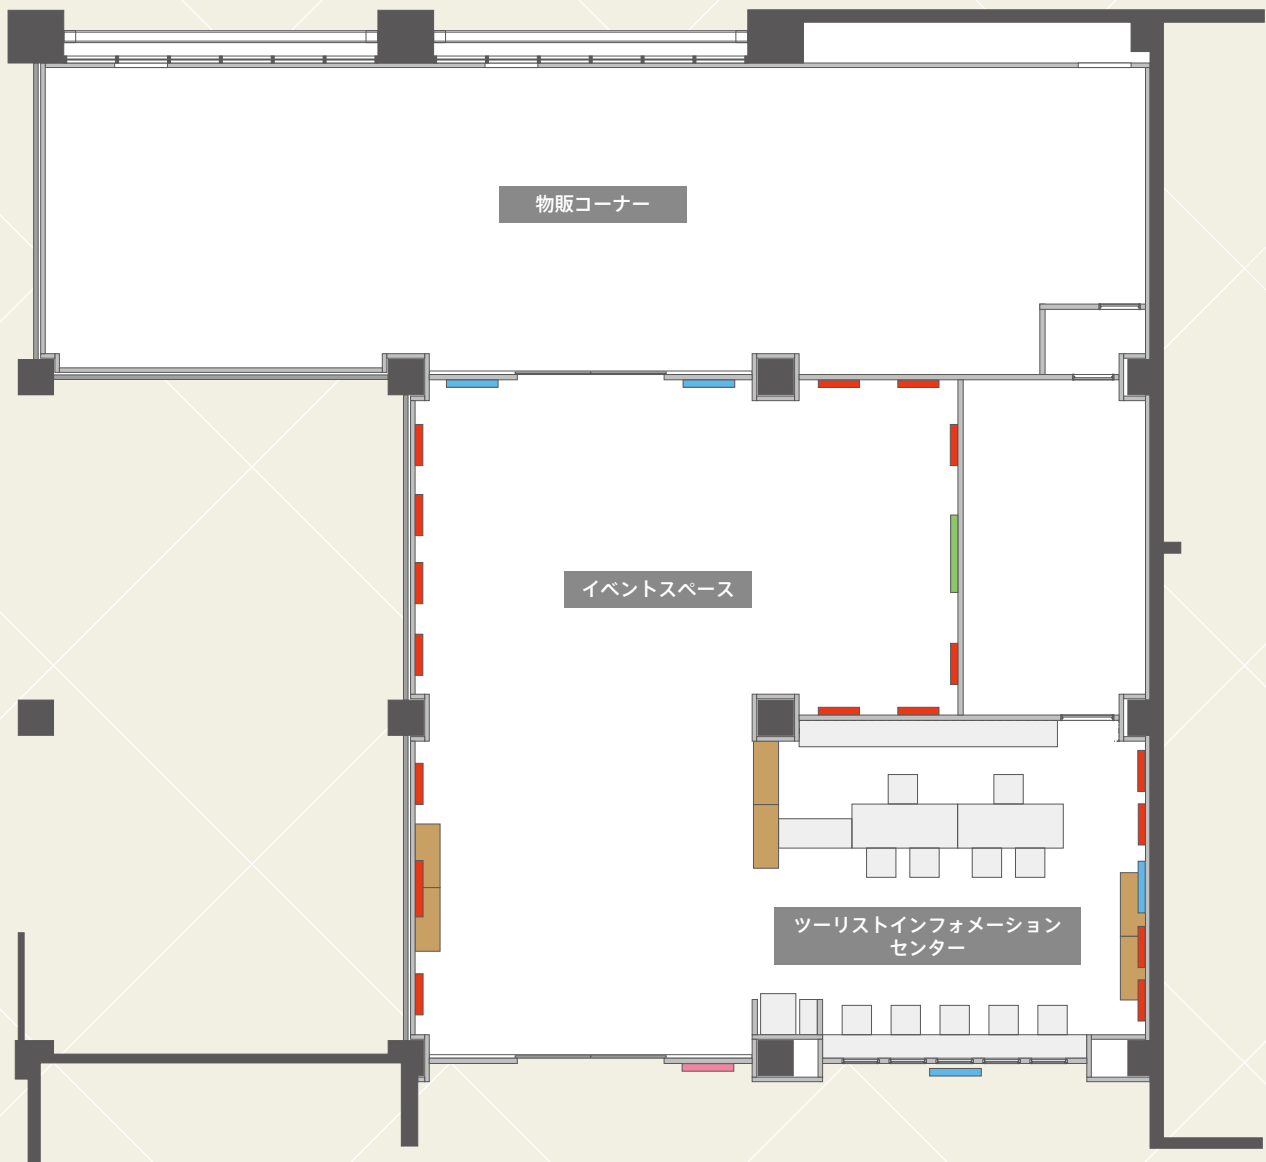 物販コーナー
イベントスペース
ツーリストインフォメーション
センター